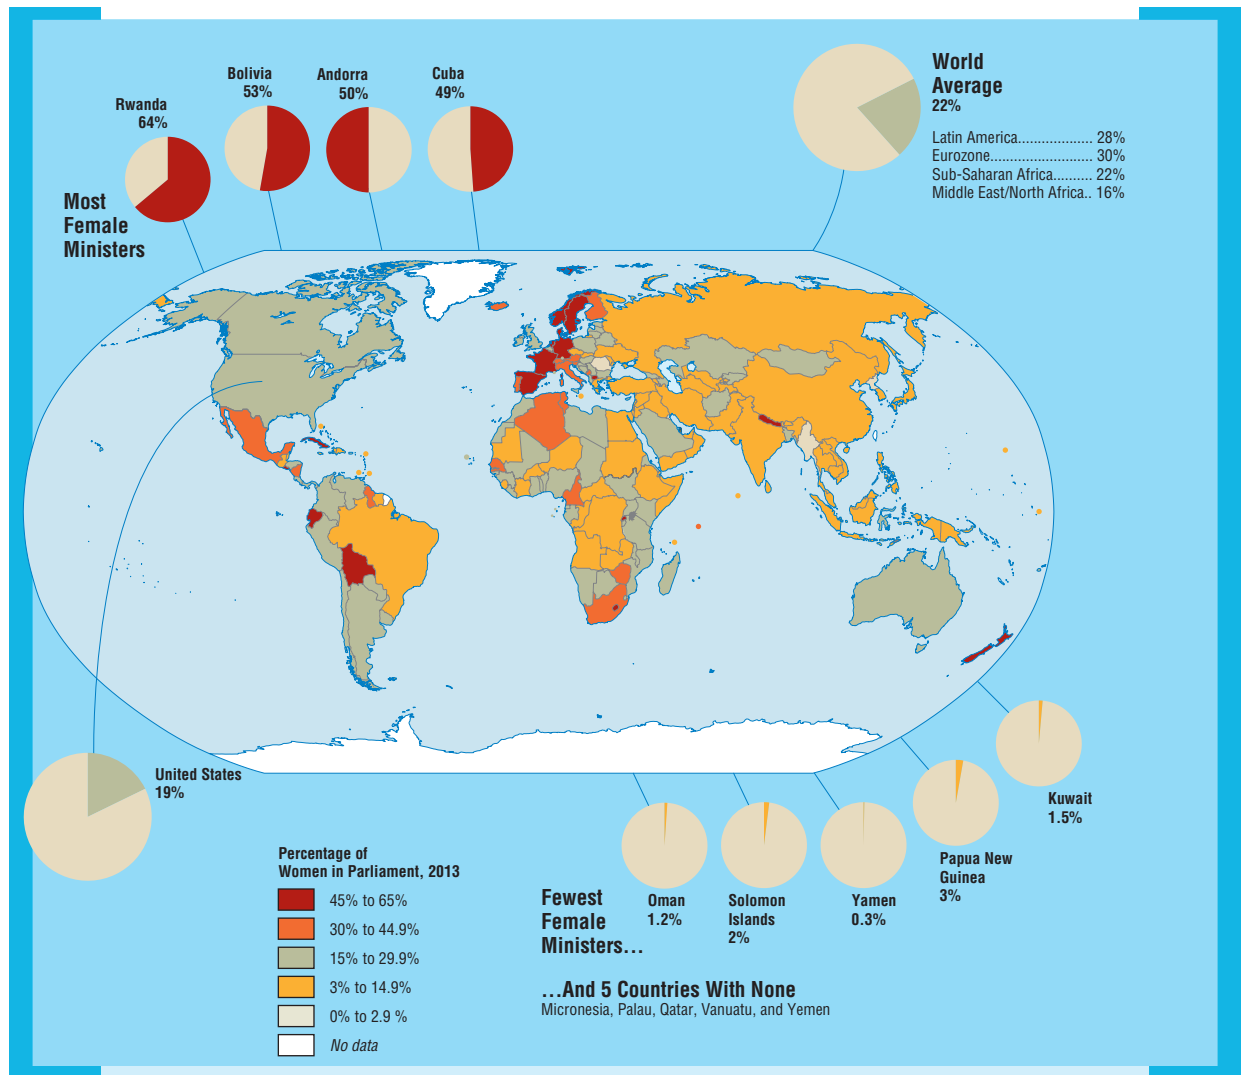 Rwanda
64%
Bolivia
53%
Andorra
50%
Cuba
49%
Most
Female
Ministers
World
Average
22%
Latin America................... 28%
Eurozone.......................... 30%
Sub-Saharan Africa.......... 22%
Middle East/North Africa.. 16%
United States
19%
Percentage of
Women in Parliament, 2013
45% to 65%
30% to 44.9%
15% to 29.9%
3% to 14.9%
0% to 2.9 %
No data
Fewest
Female
Ministers...
Oman
1.2%
Solomon
Islands
2%
Yamen
0.3%
Papua New
Guinea
3%
Kuwait
1.5%
...And 5 Countries With None
Micronesia, Palau, Qatar, Vanuatu, and Yemen